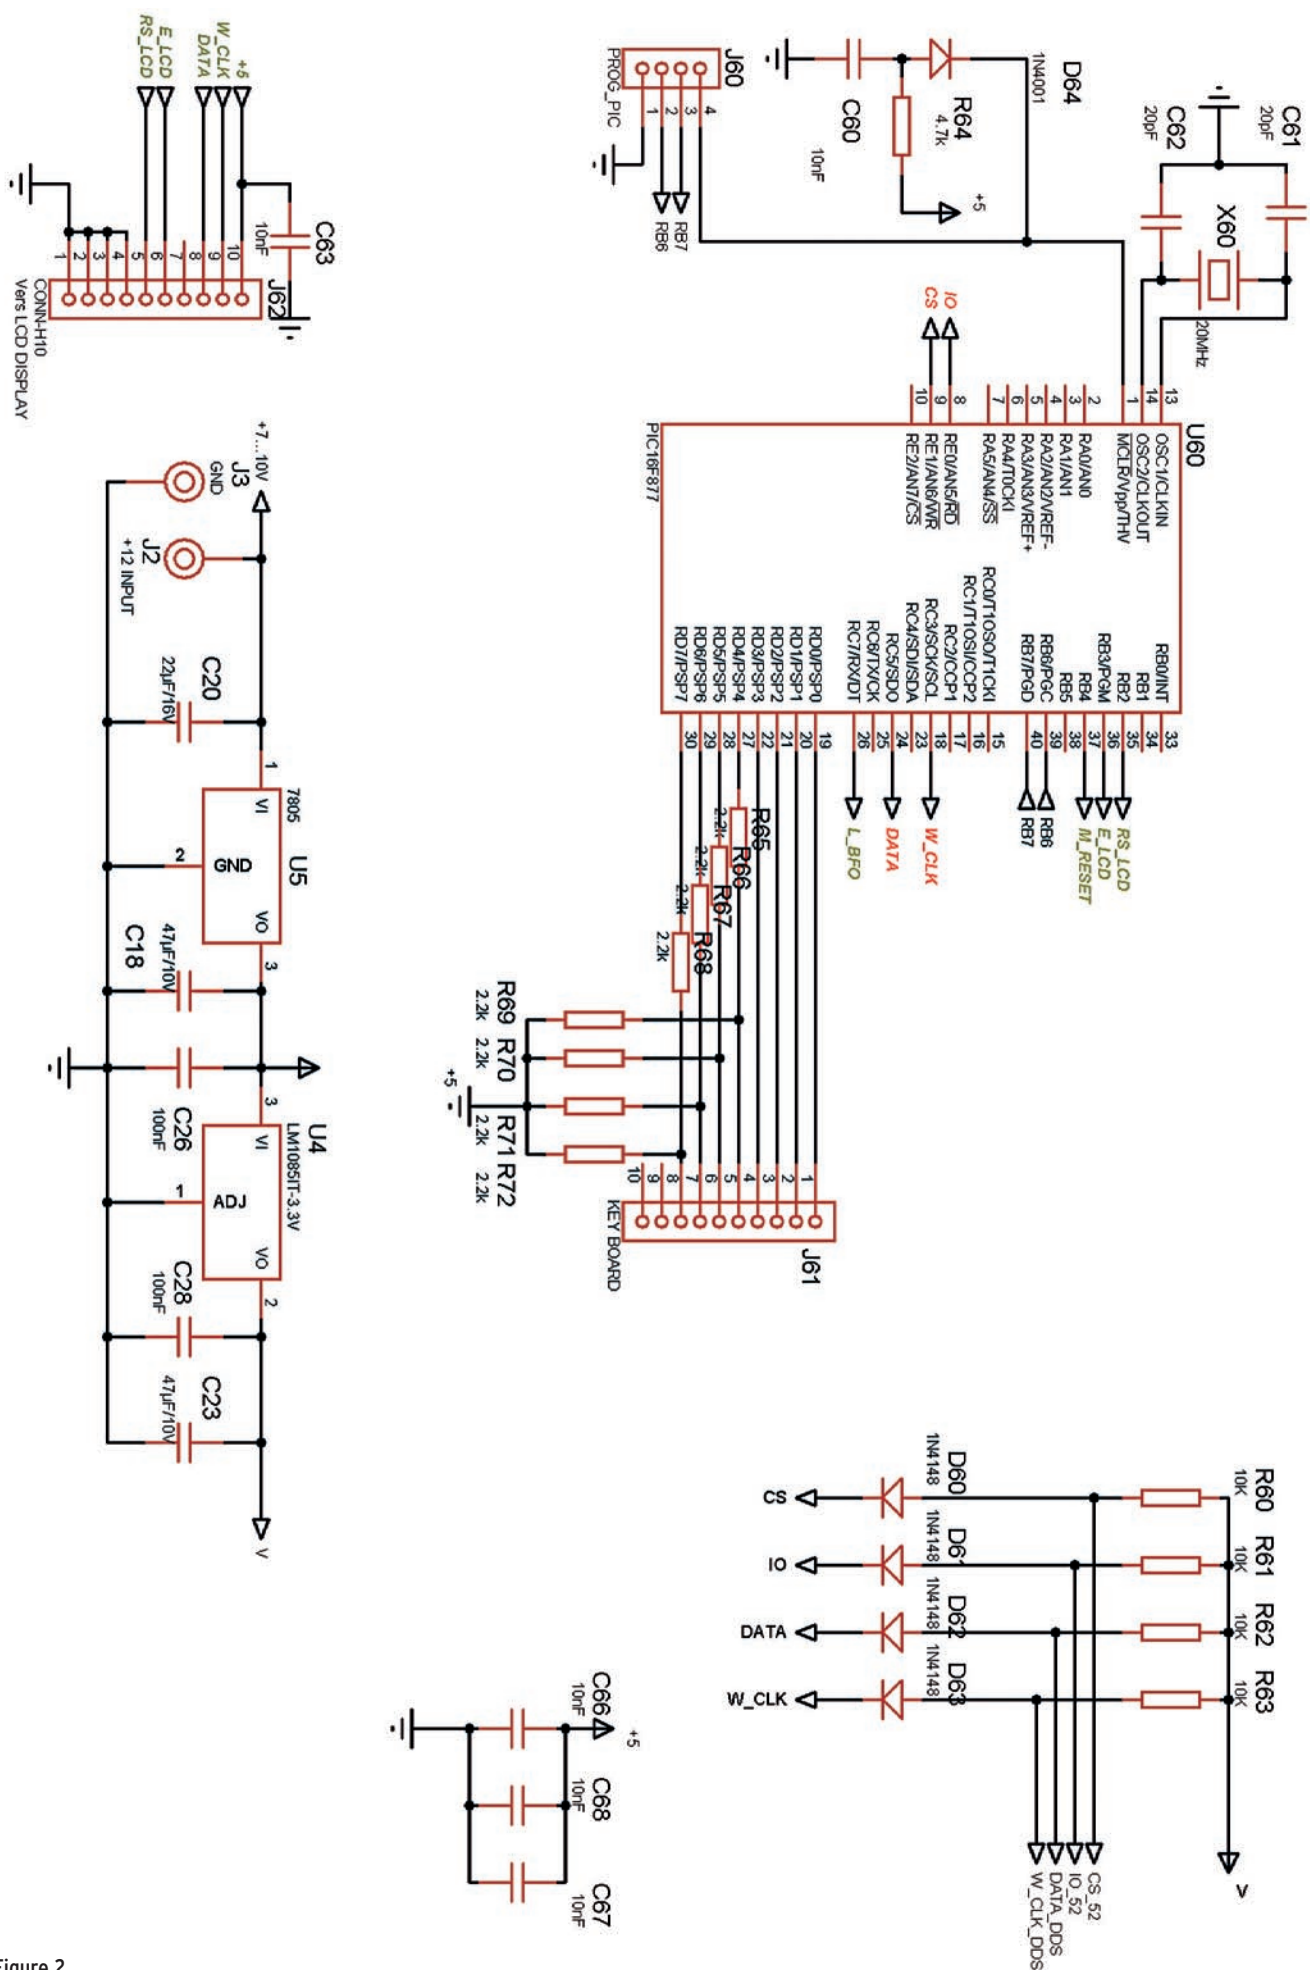 C61
20pF
C62
20pF
X60
20MHz
D64
1N4001
R64
4.7k
C60
10nF
+5
J60
PROG_PIC
1
2
3
4
RB6
RB7
+5
W_CLK
DATA
E_LCD
RS_LCD
C63
10nF
J62
1
2
3
4
5
6
7
8
9
10
CONN-H10
Vers LCD DISPLAY
IO
CS
U60
PIC16F877
13
14
1
2
3
4
5
6
7
8
9
10
OSC1/CLKIN
OSC2/CLKOUT
MCLR/Vpp/THV
RA0/AN0
RA1/AN1
RA2/AN2/VREF-
RA3/AN3/VREF+
RA4/T0CKI
RA5/AN4/SS
RE0/AN5/RD
RE1/AN6/WR
RE2/AN7/CS
RB0/INT
RB1
RB2
RB3/PGM
RB4
RB5
RB6/PGC
RB7/PGD
RC0/T1OSO/T1CKI
RC1/T1OSI/CCP2
RC2/CCP1
RC3/SCK/SCL
RC4/SDI/SDA
RC5/SDO
RC6/TX/CK
RC7/RX/DT
RD0/PSP0
RD1/PSP1
RD2/PSP2
RD3/PSP3
RD4/PSP4
RD5/PSP5
RD6/PSP6
RD7/PSP7
33
34
35
36
37
38
39
40
15
16
17
18
23
24
25
26
19
20
21
22
27
28
29
30
RS_LCD
E_LCD
M_RESET
RB6
RB7
W_CLK
DATA
L_BFO
R65
2.2k
R66
2.2k
R67
2.2k
R68
2.2k
R69
2.2k
R70
2.2k
R71
2.2k
R72
2.2k
+5
J61
KEY BOARD
1
2
3
4
5
6
7
8
9
10
+7...10V
J3
GND
J2
+12 INPUT
C20
22µF/16V
7805
U5
1
VI
2
GND
VO
3
C18
47µF/10V
C26
100nF
U4
LM1085IT-3.3V
3
VI
1
ADJ
VO
2
C28
100nF
C23
47µF/10V
V
R60
10K
R61
10K
R62
10K
R63
10K
V
D60
1N4148
D61
1N4148
D62
1N4148
D63
1N4148
CS
IO
DATA
W_CLK
CS_52
IO_52
DATA_DDS
W_CLK_DDS
C66
10nF
C68
10nF
C67
10nF
+5
Figure 2